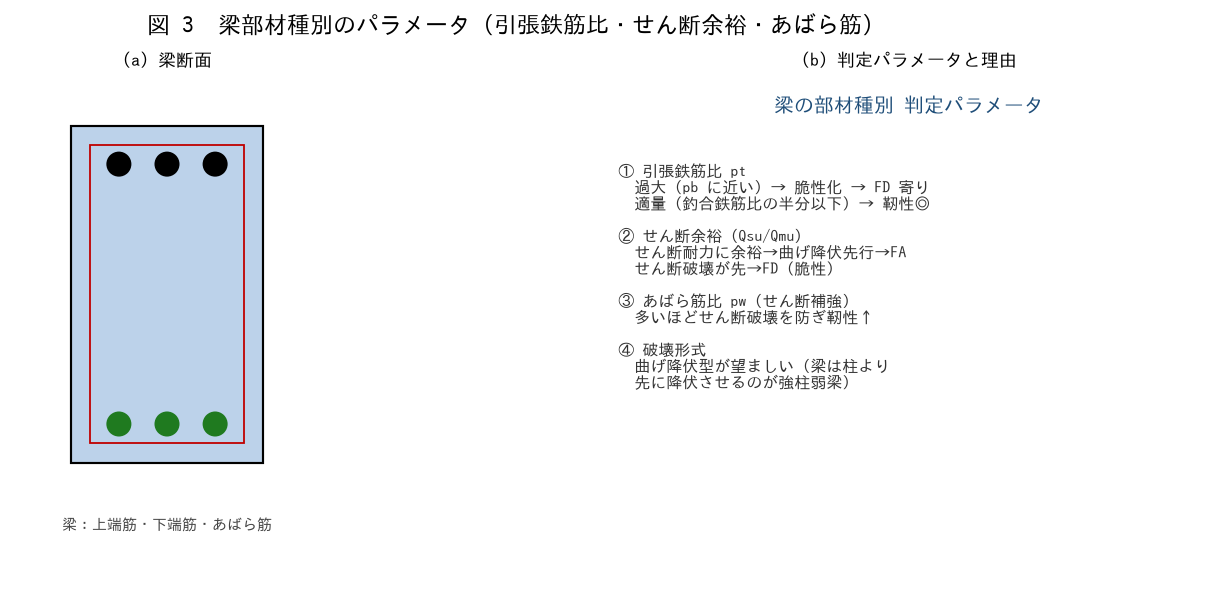 図 3　梁部材種別のパラメータ（引張鉄筋比・せん断余裕・あばら筋）
(a) 梁断面
梁：上端筋・下端筋・あばら筋
(b) 判定パラメータと理由
梁の部材種別 判定パラメータ
① 引張鉄筋比 pt
過大（pb に近い）→ 脆性化 → FD 寄り
適量（釣合鉄筋比の半分以下）→ 靭性◎
② せん断余裕（Qsu/Qmu）
せん断耐力に余裕→曲げ降伏先行→FA
せん断破壊が先→FD（脆性）
③ あばら筋比 pw（せん断補強）
多いほどせん断破壊を防ぎ靭性↑
④ 破壊形式
曲げ降伏型が望ましい（梁は柱より
先に降伏させるのが強柱弱梁）